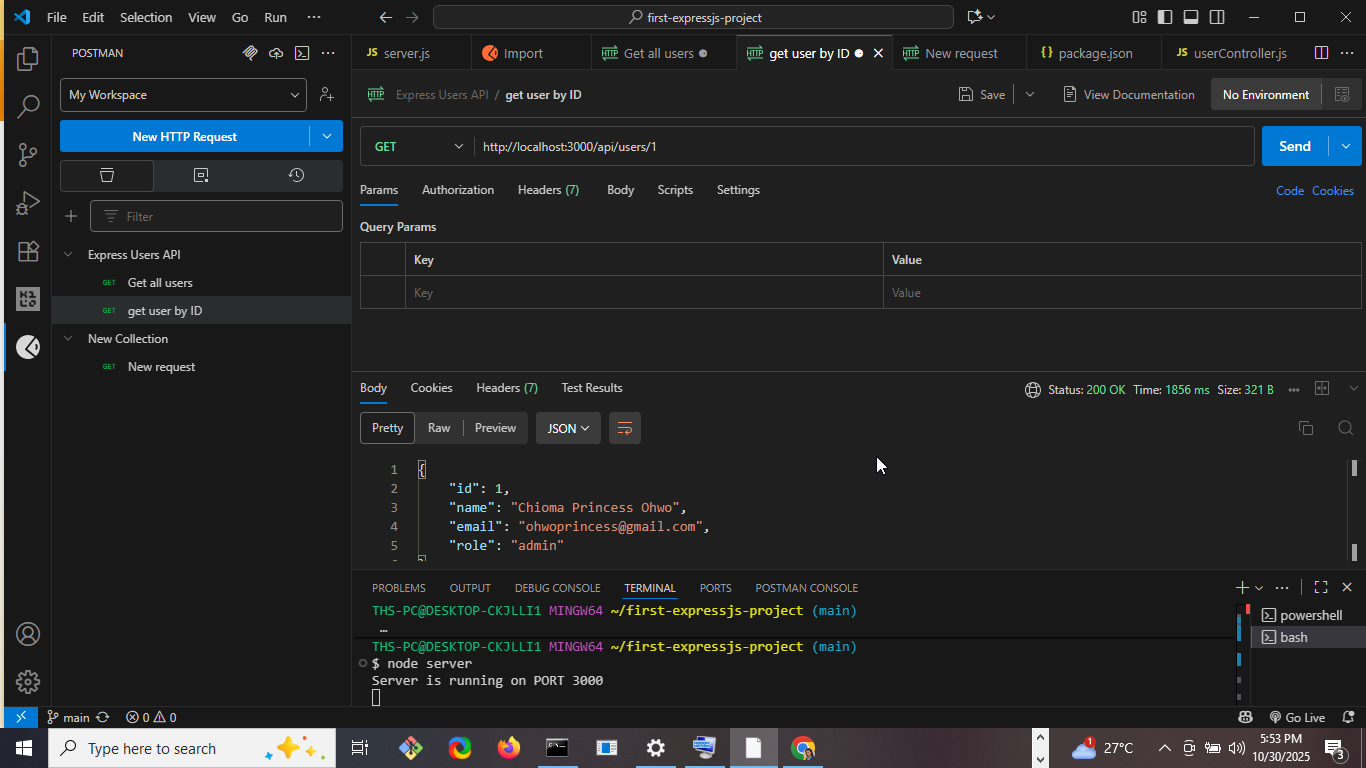 File Edit Selection View Go Run ··· first-expressjs-project
POSTMAN
JS server.js Import HTTP Get all users HTTP get user by ID HTTP New request {} package.json JS userController.js
My Workspace
HTTP Express Users API / get user by ID Save View Documentation No Environment
New HTTP Request
GET http://localhost:3000/api/users/1 Send
Params Authorization Headers (7) Body Scripts Settings Code Cookies
Filter
Query Params
Express Users API
Key Value
GET Get all users
Key Value
GET get user by ID
New Collection
GET New request
Body Cookies Headers (7) Test Results Status: 200 OK Time: 1856 ms Size: 321 B
Pretty Raw Preview JSON
1 {
2 "id": 1,
3 "name": "Chioma Princess Ohwo",
4 "email": "ohwoprincess@gmail.com",
5 "role": "admin"
PROBLEMS OUTPUT DEBUG CONSOLE TERMINAL PORTS POSTMAN CONSOLE
THS-PC@DESKTOP-CKJLLI1 MINGW64 ~/first-expressjs-project (main)
…
THS-PC@DESKTOP-CKJLLI1 MINGW64 ~/first-expressjs-project (main)
$ node server
Server is running on PORT 3000
powershell
bash
main 0 0 Go Live
Type here to search 1 27°C 5:53 PM
10/30/2025 3